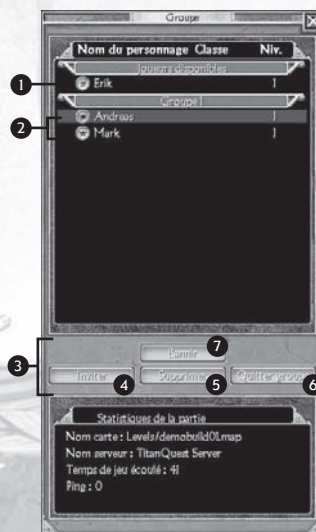 Groupe
Nom du personnage Classe Niv.
Joueurs disponibles
1 Erik 1
Groupe 1
2 Andreas 1
Mark 1
3
7
Bannir
Inviter 4 Supprimer 5 Quitter groupe 6
Statistiques de la partie
Nom carte : Levels/demobuild01.map
Nom serveur : TitanQuest Server
Temps de jeu écoulé : 41
Ping : 0